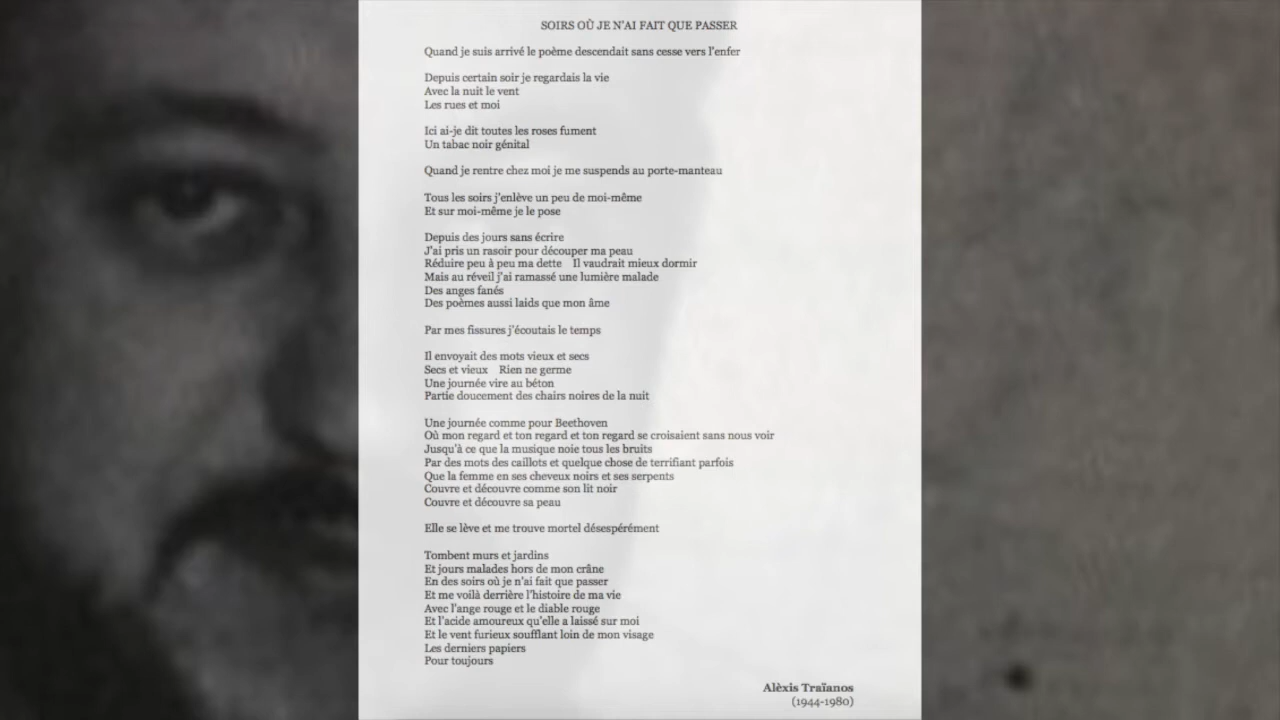 SOIRS OÙ JE N'AI FAIT QUE PASSER
Quand je suis arrivé le poème descendait sans cesse vers l'enfer
Depuis certain soir je regardais la vie
Avec la nuit le vent
Les rues et moi
Ici ai-je dit toutes les roses fument
Un tabac noir génital
Quand je rentre chez moi je me suspends au porte-manteau
Tous les soirs j'enlève un peu de moi-même
Et sur moi-même je le pose
Depuis des jours sans écrire
J'ai pris un rasoir pour découper ma peau
Réduire peu à peu ma dette    Il vaudrait mieux dormir
Mais au réveil j'ai ramassé une lumière malade
Des anges fanés
Des poèmes aussi laids que mon âme
Par mes fissures j'écoutais le temps
Il envoyait des mots vieux et secs
Secs et vieux    Rien ne germe
Une journée vire au béton
Partie doucement des chairs noires de la nuit
Une journée comme pour Beethoven
Où mon regard et ton regard et ton regard se croisaient sans nous voir
Jusqu'à ce que la musique noie tous les bruits
Par des mots des caillots et quelque chose de terrifiant parfois
Que la femme en ses cheveux noirs et ses serpents
Couvre et découvre comme son lit noir
Couvre et découvre sa peau
Elle se lève et me trouve mortel désespérément
Tombent murs et jardins
Et jours malades hors de mon crâne
En des soirs où je n'ai fait que passer
Et me voilà derrière l'histoire de ma vie
Avec l'ange rouge et le diable rouge
Et l'acide amoureux qu'elle a laissé sur moi
Et le vent furieux soufflant loin de mon visage
Les derniers papiers
Pour toujours
Alèxis Traïanos
(1944-1980)